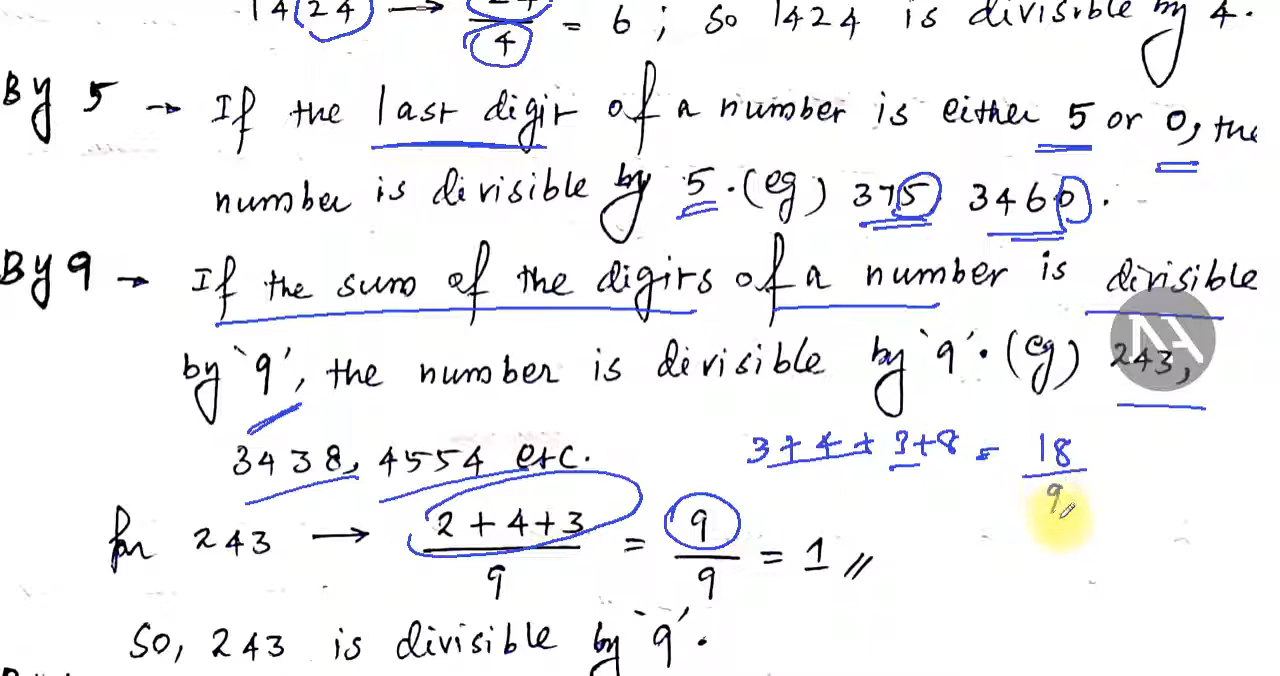 1424 → 24/4 = 6 ; so 1424 is divisible by 4.
By 5 → If the last digit of a number is either 5 or 0, the
number is divisible by 5. (eg) 375 3460.
By 9 → If the sum of the digits of a number is divisible
by '9', the number is divisible by '9'. (eg) 243,
3438, 4554 etc. 3+4+3+8 = 18/9
for 243 → 2+4+3/9 = 9/9 = 1 //
So, 243 is divisible by '9'.